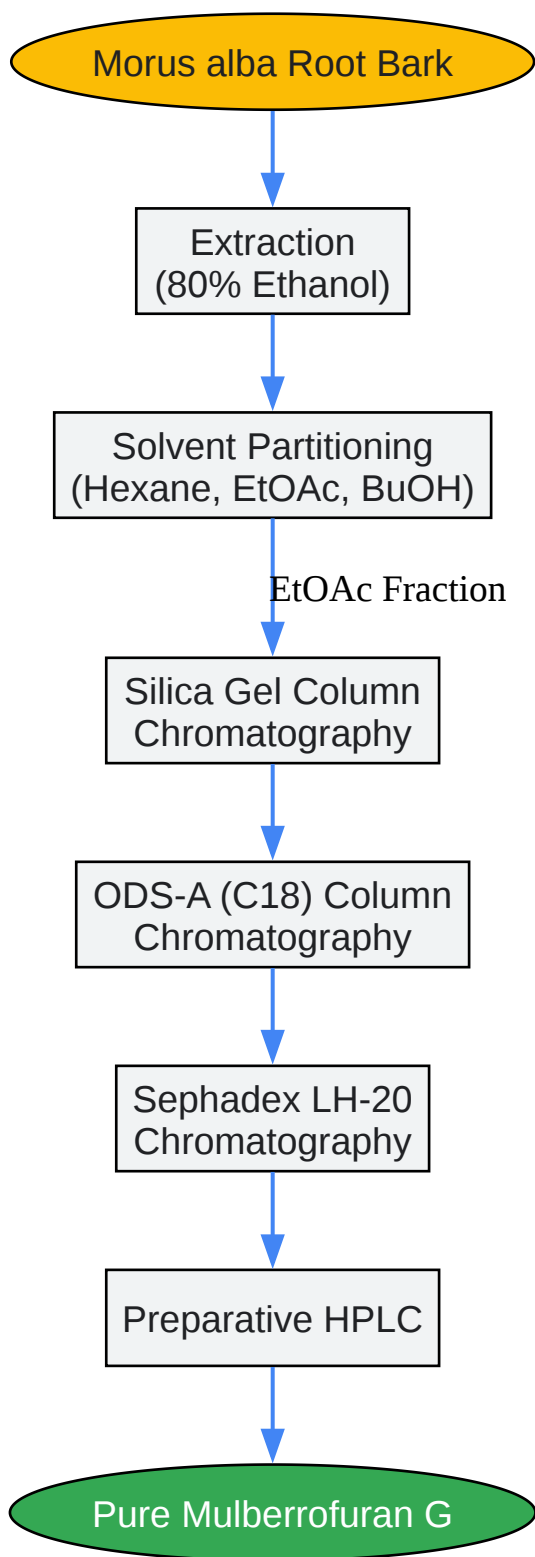 Morus alba Root Bark
Extraction
(80% Ethanol)
Solvent Partitioning
(Hexane, EtOAc, BuOH)
EtOAc Fraction
Silica Gel Column
Chromatography
ODS-A (C18) Column
Chromatography
Sephadex LH-20
Chromatography
Preparative HPLC
Pure Mulberrofuran G